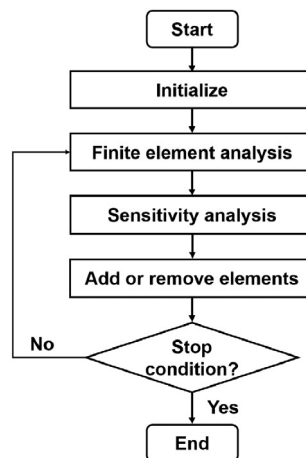 Start
Initialize
Finite element analysis
Sensitivity analysis
Add or remove elements
Stop
condition?
No
Yes
End